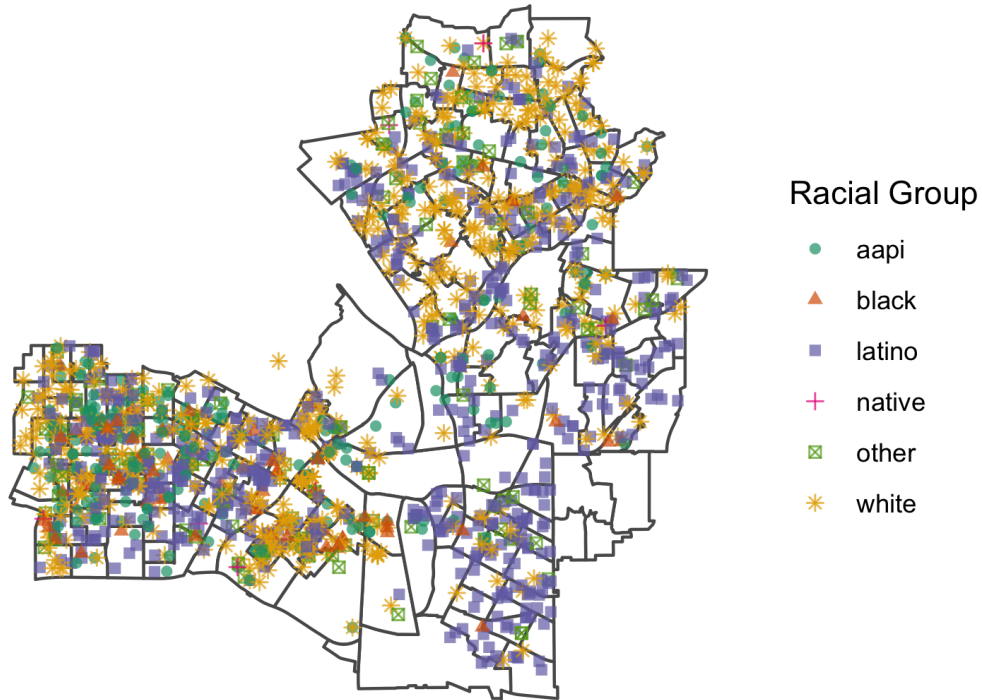 Racial Group
aapi
black
latino
native
other
white